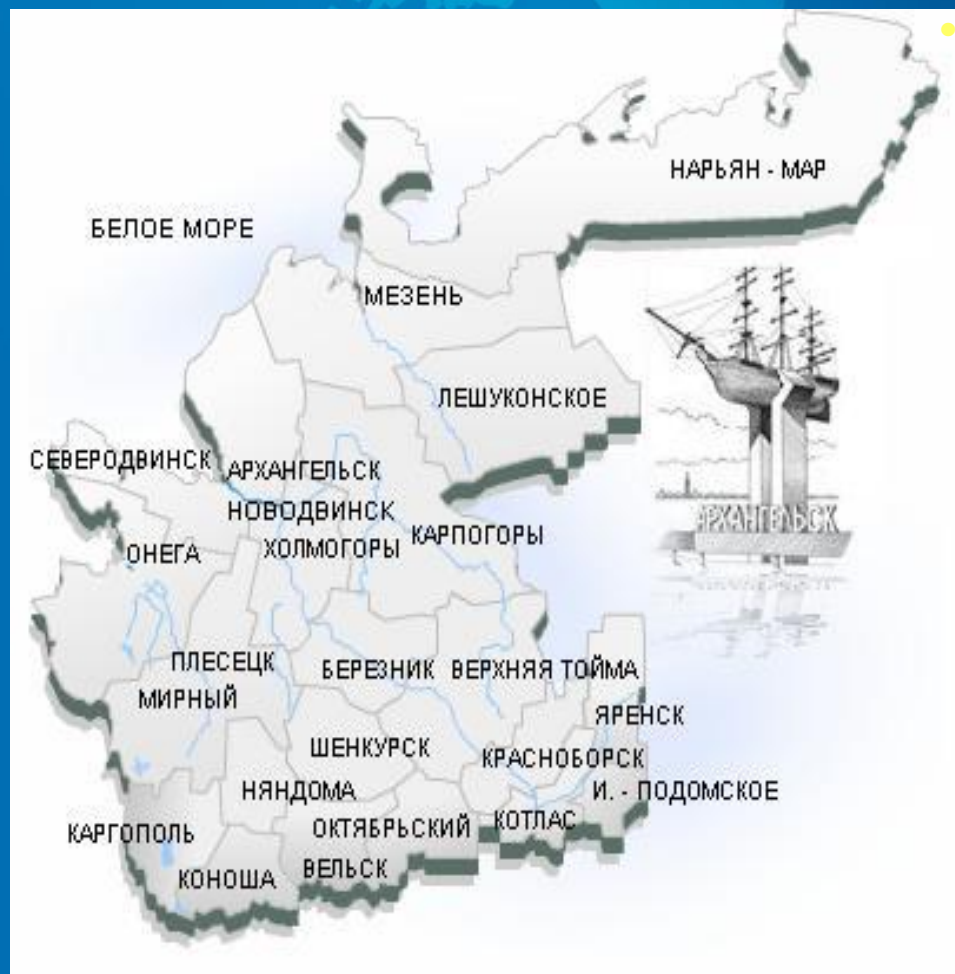 НАРЬЯН - МАР
БЕЛОЕ МОРЕ
МЕЗЕНЬ
ЛЕШУКОНСКОЕ
СЕВЕРОДВИНСК
АРХАНГЕЛЬСК
НОВОДВИНСК
АРХАНГЕЛЬСК
КАРПОГОРЫ
ХОЛМОГОРЫ
ОНЕГА
ПЛЕСЕЦК
БЕРЕЗНИК
ВЕРХНЯЯ ТОЙМА
МИРНЫЙ
ЯРЕНСК
ШЕНКУРСК
КРАСНОБОРСК
НЯНДОМА
И. - ПОДОМСКОЕ
КАРГОПОЛЬ
ОКТЯБРЬСКИЙ
КОТЛАС
ВЕЛЬСК
КОНОША